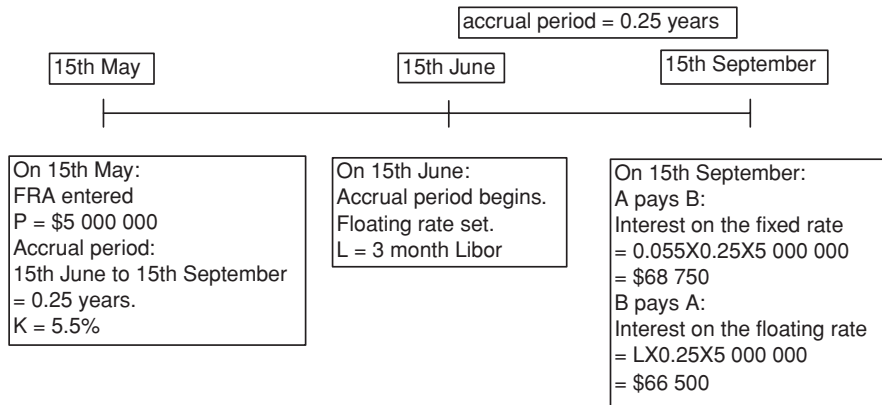 accrual period = 0.25 years
15th May
15th June
15th September
On 15th May:
FRA entered
P = $5 000 000
Accrual period:
15th June to 15th September
= 0.25 years.
K = 5.5%
On 15th June:
Accrual period begins.
Floating rate set.
L = 3 month Libor
On 15th September:
A pays B:
Interest on the fixed rate
= 0.055X0.25X5 000 000
= $68 750
B pays A:
Interest on the floating rate
= LX0.25X5 000 000
= $66 500